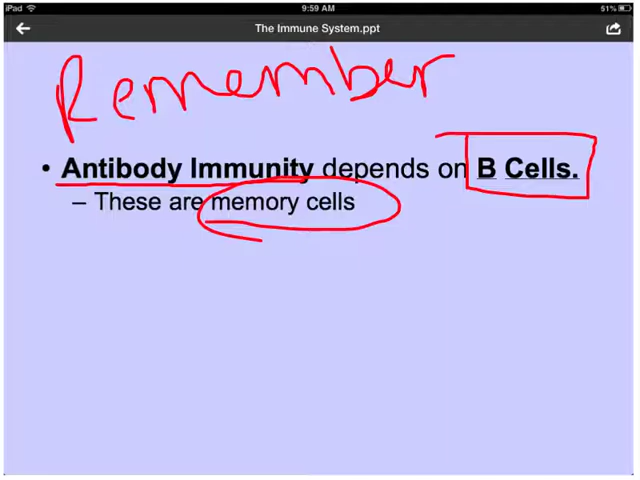 iPad 9:59 AM 51%
The Immune System.ppt
Remember
• Antibody Immunity depends on B Cells.
– These are memory cells